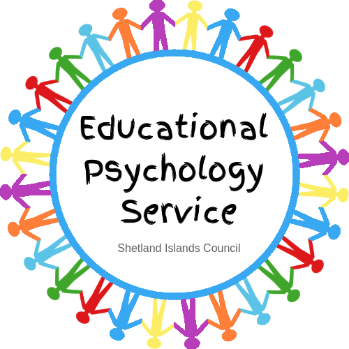 Educational
Psychology
Service
Shetland Islands Council